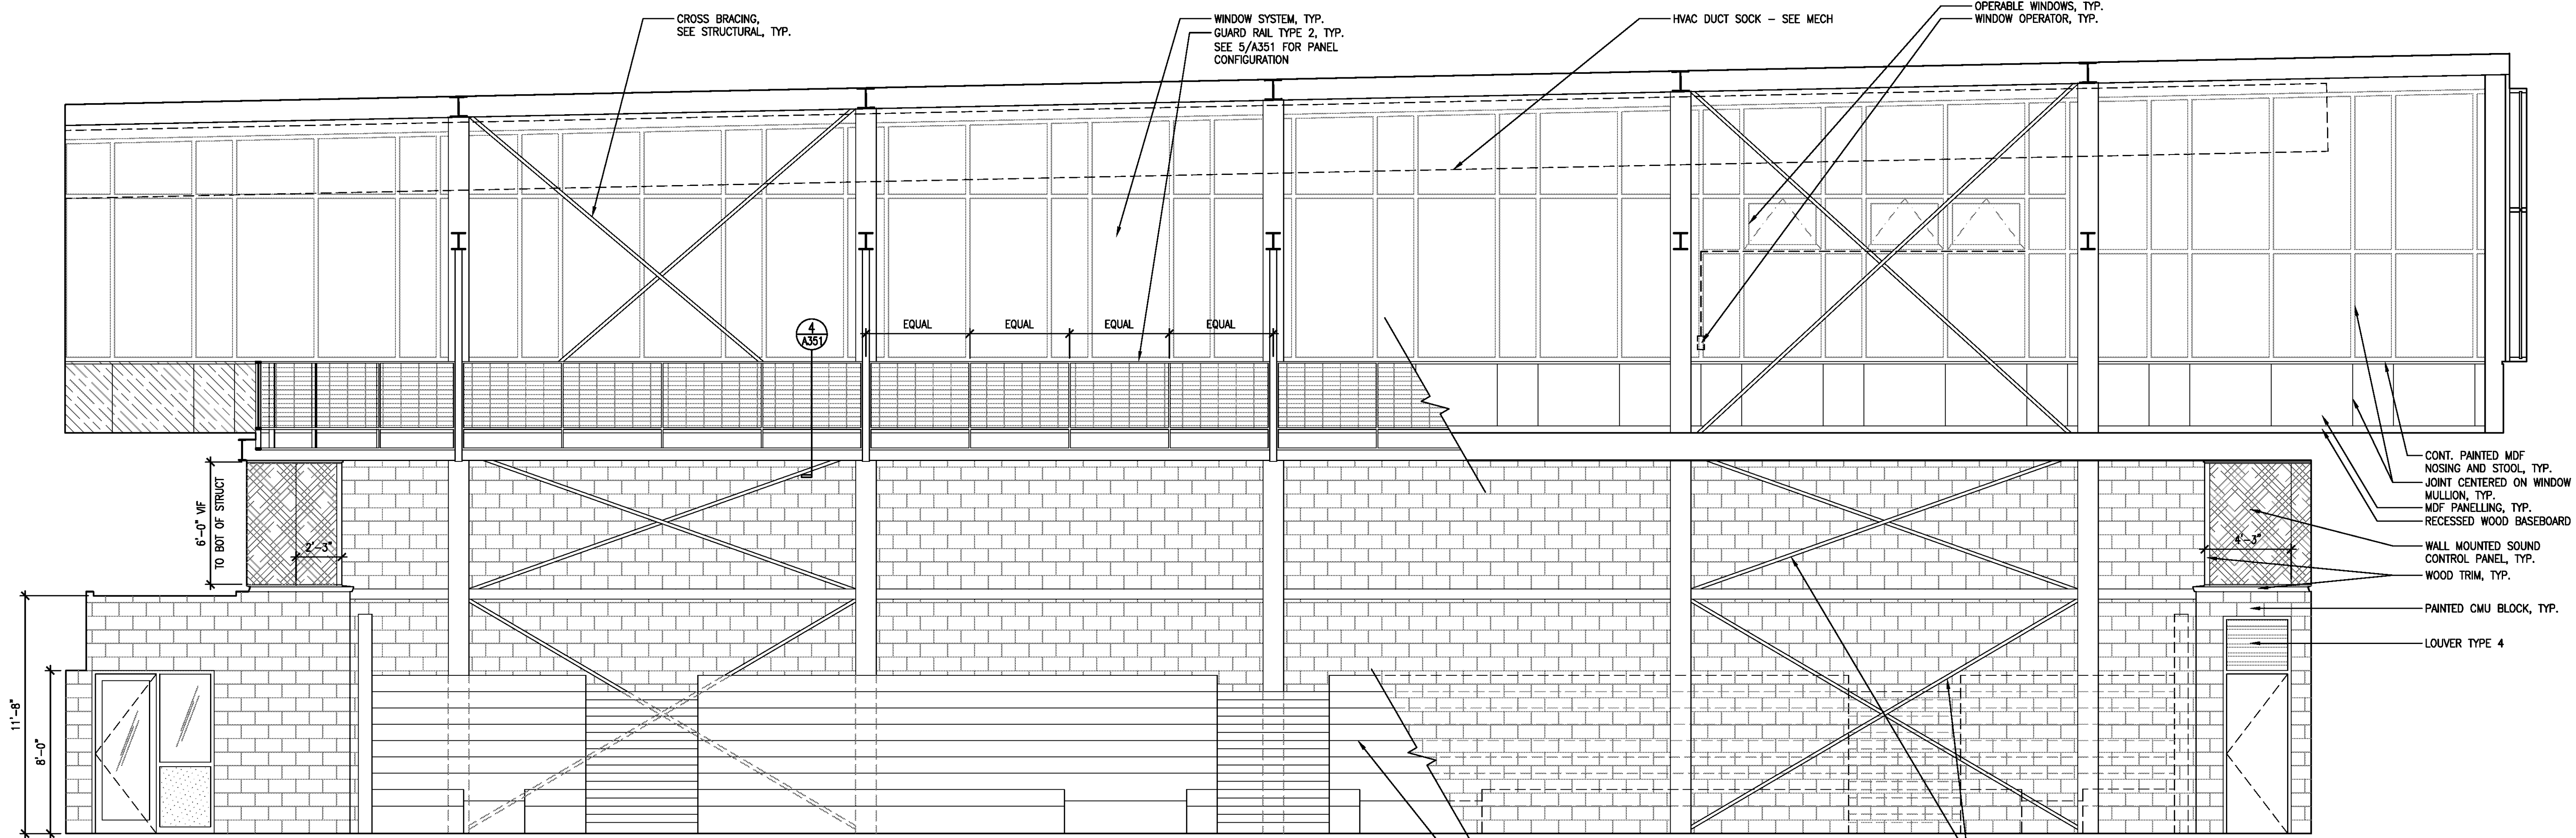 CROSS BRACING,
SEE STRUCTURAL, TYP.
WINDOW SYSTEM, TYP.
GUARD RAIL TYPE 2, TYP.
SEE 5/A351 FOR PANEL
CONFIGURATION
HVAC DUCT SOCK - SEE MECH
OPERABLE WINDOWS, TYP.
WINDOW OPERATOR, TYP.
4
A351
EQUAL
EQUAL
EQUAL
EQUAL
6'-0" VIF
TO BOT OF STRUCT
2'-3"
11'-8"
8'-0"
4'-3"
CONT. PAINTED MDF
NOSING AND STOOL, TYP.
JOINT CENTERED ON WINDOW
MULLION, TYP.
MDF PANELLING, TYP.
RECESSED WOOD BASEBOARD
WALL MOUNTED SOUND
CONTROL PANEL, TYP.
WOOD TRIM, TYP.
PAINTED CMU BLOCK, TYP.
LOUVER TYPE 4